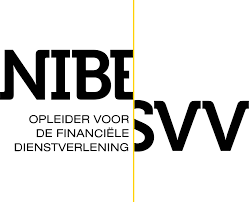 NIBE
SVV
OPLEIDER VOOR
DE FINANCIËLE
DIENSTVERLENING